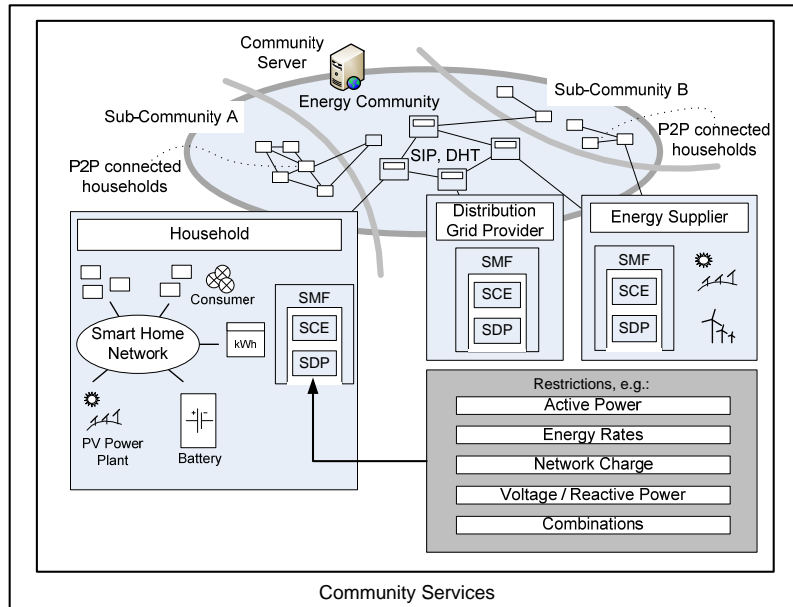 Community
Server
Energy Community
Sub-Community A
Sub-Community B
P2P connected
households
P2P connected
households
SIP, DHT
Household
Consumer
Smart Home
Network
kWh
SMF
SCE
SDP
PV Power
Plant
Battery
+
-
Distribution
Grid Provider
SMF
SCE
SDP
Energy Supplier
SMF
SCE
SDP
Restrictions, e.g.:
Active Power
Energy Rates
Network Charge
Voltage / Reactive Power
Combinations
Community Services